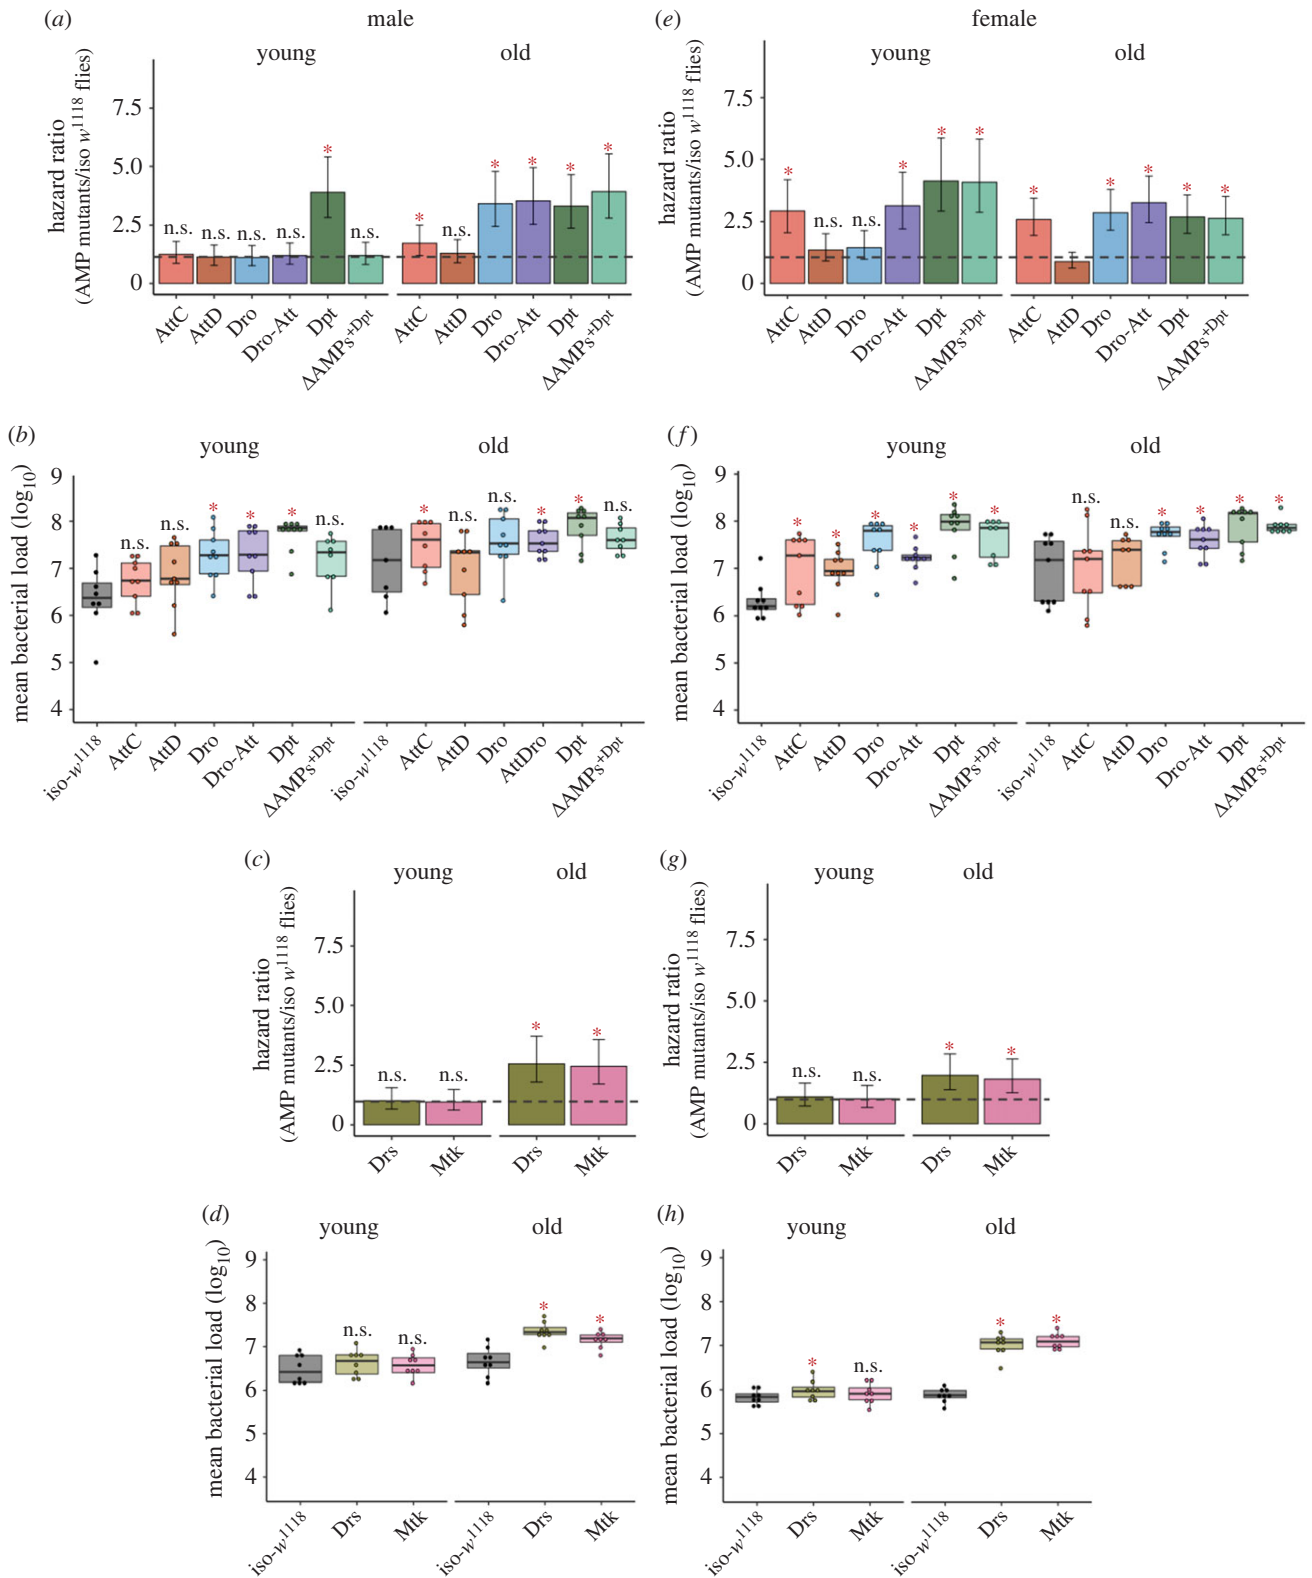 (a) male
young old
hazard ratio
(AMP mutants/iso w1118 flies)
7.5
5.0
2.5
0
n.s. n.s. n.s. n.s. * n.s. * n.s. * * * *
AttC AttD Dro Dro-Att Dpt ΔAMPs+Dpt AttC AttD Dro Dro-Att Dpt ΔAMPs+Dpt
(e) female
young old
hazard ratio
(AMP mutants/iso w1118 flies)
7.5
5.0
2.5
0
* n.s. n.s. * * * * * * * *
AttC AttD Dro Dro-Att Dpt ΔAMPs+Dpt AttC AttD Dro Dro-Att Dpt ΔAMPs+Dpt
(b)
young old
mean bacterial load (log10)
9
8
7
6
5
4
n.s. n.s. * * * n.s. * n.s. n.s. * * n.s.
iso-w1118 AttC AttD Dro Dro-Att Dpt ΔAMPs+Dpt iso-w1118 AttC AttD Dro AttDro Dpt ΔAMPs+Dpt
(f)
young old
mean bacterial load (log10)
9
8
7
6
5
4
* * * * * * n.s. n.s. * * * *
iso-w1118 AttC AttD Dro Dro-Att Dpt ΔAMPs+Dpt iso-w1118 AttC AttD Dro Dro-Att Dpt ΔAMPs+Dpt
(c)
young old
hazard ratio
(AMP mutants/iso w1118 flies)
7.5
5.0
2.5
0
n.s. n.s. * *
Drs Mtk Drs Mtk
(g)
young old
hazard ratio
(AMP mutants/iso w1118 flies)
7.5
5.0
2.5
0
n.s. n.s. * *
Drs Mtk Drs Mtk
(d)
young old
mean bacterial load (log10)
9
8
7
6
5
4
n.s. n.s. * *
iso-w1118 Drs Mtk iso-w1118 Drs Mtk
(h)
young old
mean bacterial load (log10)
9
8
7
6
5
4
* n.s. * *
iso-w1118 Drs Mtk iso-w1118 Drs Mtk